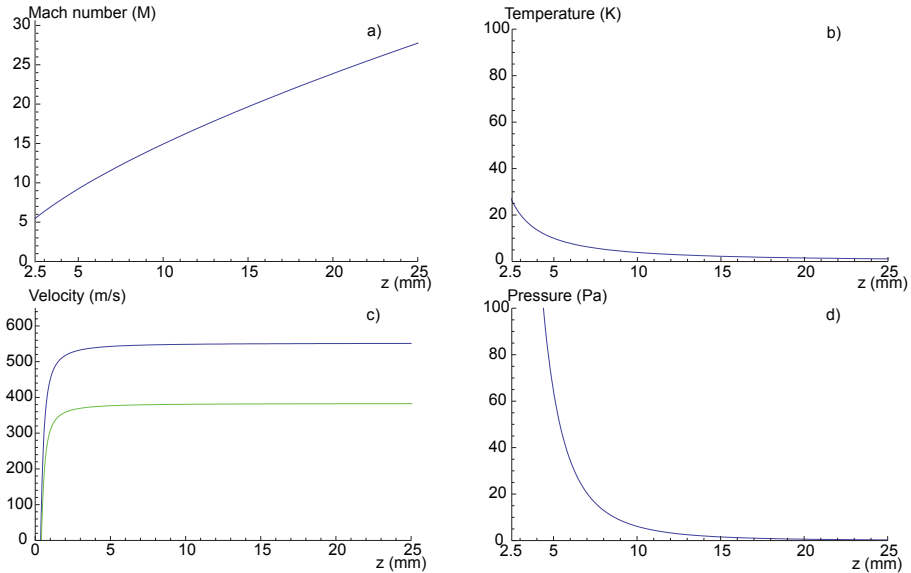 Mach number (M)
a)
30
25
20
15
10
5
0
2.5 5 10 15 20 25
z (mm)
Temperature (K)
b)
100
80
60
40
20
0
2.5 5 10 15 20 25
z (mm)
Velocity (m/s)
c)
600
500
400
300
200
100
0
0 5 10 15 20 25
z (mm)
Pressure (Pa)
d)
100
80
60
40
20
0
2.5 5 10 15 20 25
z (mm)